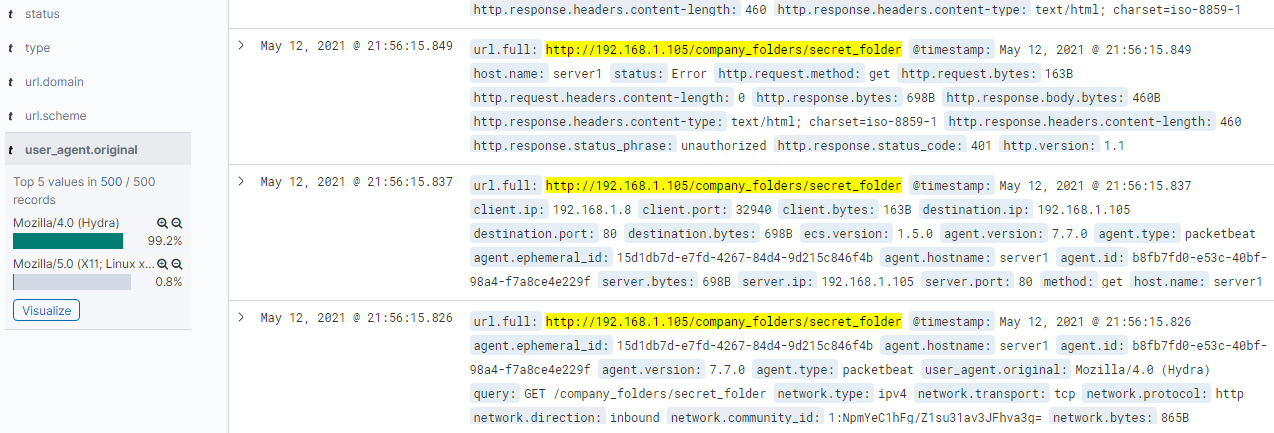 status
type
url.domain
url.scheme
user_agent.original
Top 5 values in 500 / 500
records
Mozilla/4.0 (Hydra)
99.2%
Mozilla/5.0 (X11; Linux x...
0.8%
Visualize
http.response.headers.content-length: 460 http.response.headers.content-type: text/html; charset=iso-8859-1
May 12, 2021 @ 21:56:15.849 url.full: http://192.168.1.105/company_folders/secret_folder @timestamp: May 12, 2021 @ 21:56:15.849
host.name: server1 status: Error http.request.method: get http.request.bytes: 163B
http.request.headers.content-length: 0 http.response.bytes: 698B http.response.body.bytes: 460B
http.response.headers.content-type: text/html; charset=iso-8859-1 http.response.headers.content-length: 460
http.response.status_phrase: unauthorized http.response.status_code: 401 http.version: 1.1
May 12, 2021 @ 21:56:15.837 url.full: http://192.168.1.105/company_folders/secret_folder @timestamp: May 12, 2021 @ 21:56:15.837
client.ip: 192.168.1.8 client.port: 32940 client.bytes: 163B destination.ip: 192.168.1.105
destination.port: 80 destination.bytes: 698B ecs.version: 1.5.0 agent.version: 7.7.0 agent.type: packetbeat
agent.ephemeral_id: 15d1db7d-e7fd-4267-84d4-9d215c846f4b agent.hostname: server1 agent.id: b8fb7fd0-e53c-40bf-
98a4-f7a8ce4e229f server.bytes: 698B server.ip: 192.168.1.105 server.port: 80 method: get host.name: server1
May 12, 2021 @ 21:56:15.826 url.full: http://192.168.1.105/company_folders/secret_folder @timestamp: May 12, 2021 @ 21:56:15.826
agent.ephemeral_id: 15d1db7d-e7fd-4267-84d4-9d215c846f4b agent.hostname: server1 agent.id: b8fb7fd0-e53c-40bf-
98a4-f7a8ce4e229f agent.version: 7.7.0 agent.type: packetbeat user_agent.original: Mozilla/4.0 (Hydra)
query: GET /company_folders/secret_folder network.type: ipv4 network.transport: tcp network.protocol: http
network.direction: inbound network.community_id: 1:NpmYeC1hFg/Z1su31av3JFhva3g= network.bytes: 865B